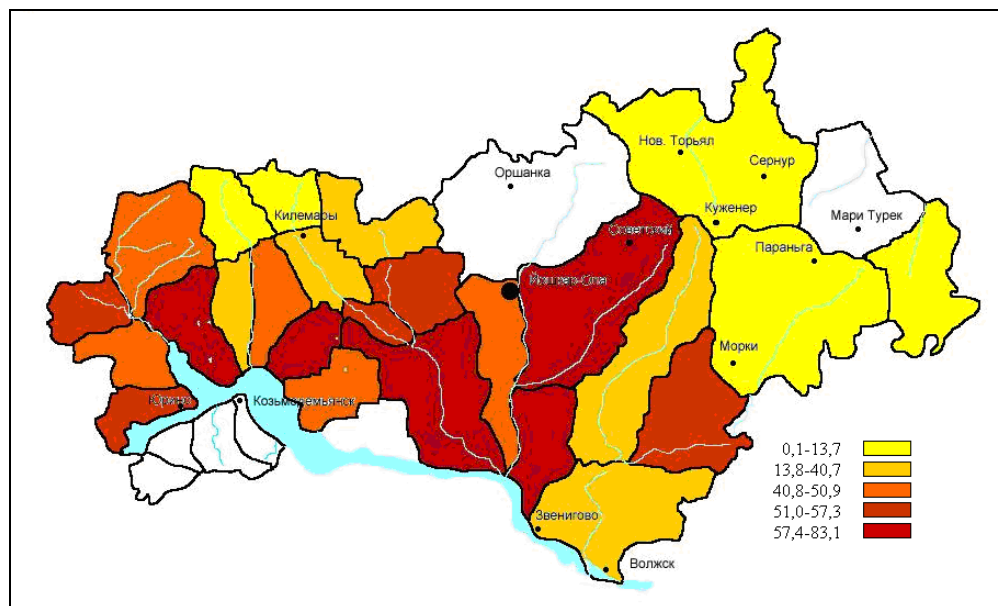 Нов. Торъял
Сернур
Оршанка
Килемары
Куженер
Мари Турек
Советский
Параньга
Йошкар-Ола
Морки
Юрино
Козьмодемьянск
0,1-13,7
13,8-40,7
40,8-50,9
51,0-57,3
57,4-83,1
Звенигово
Волжск